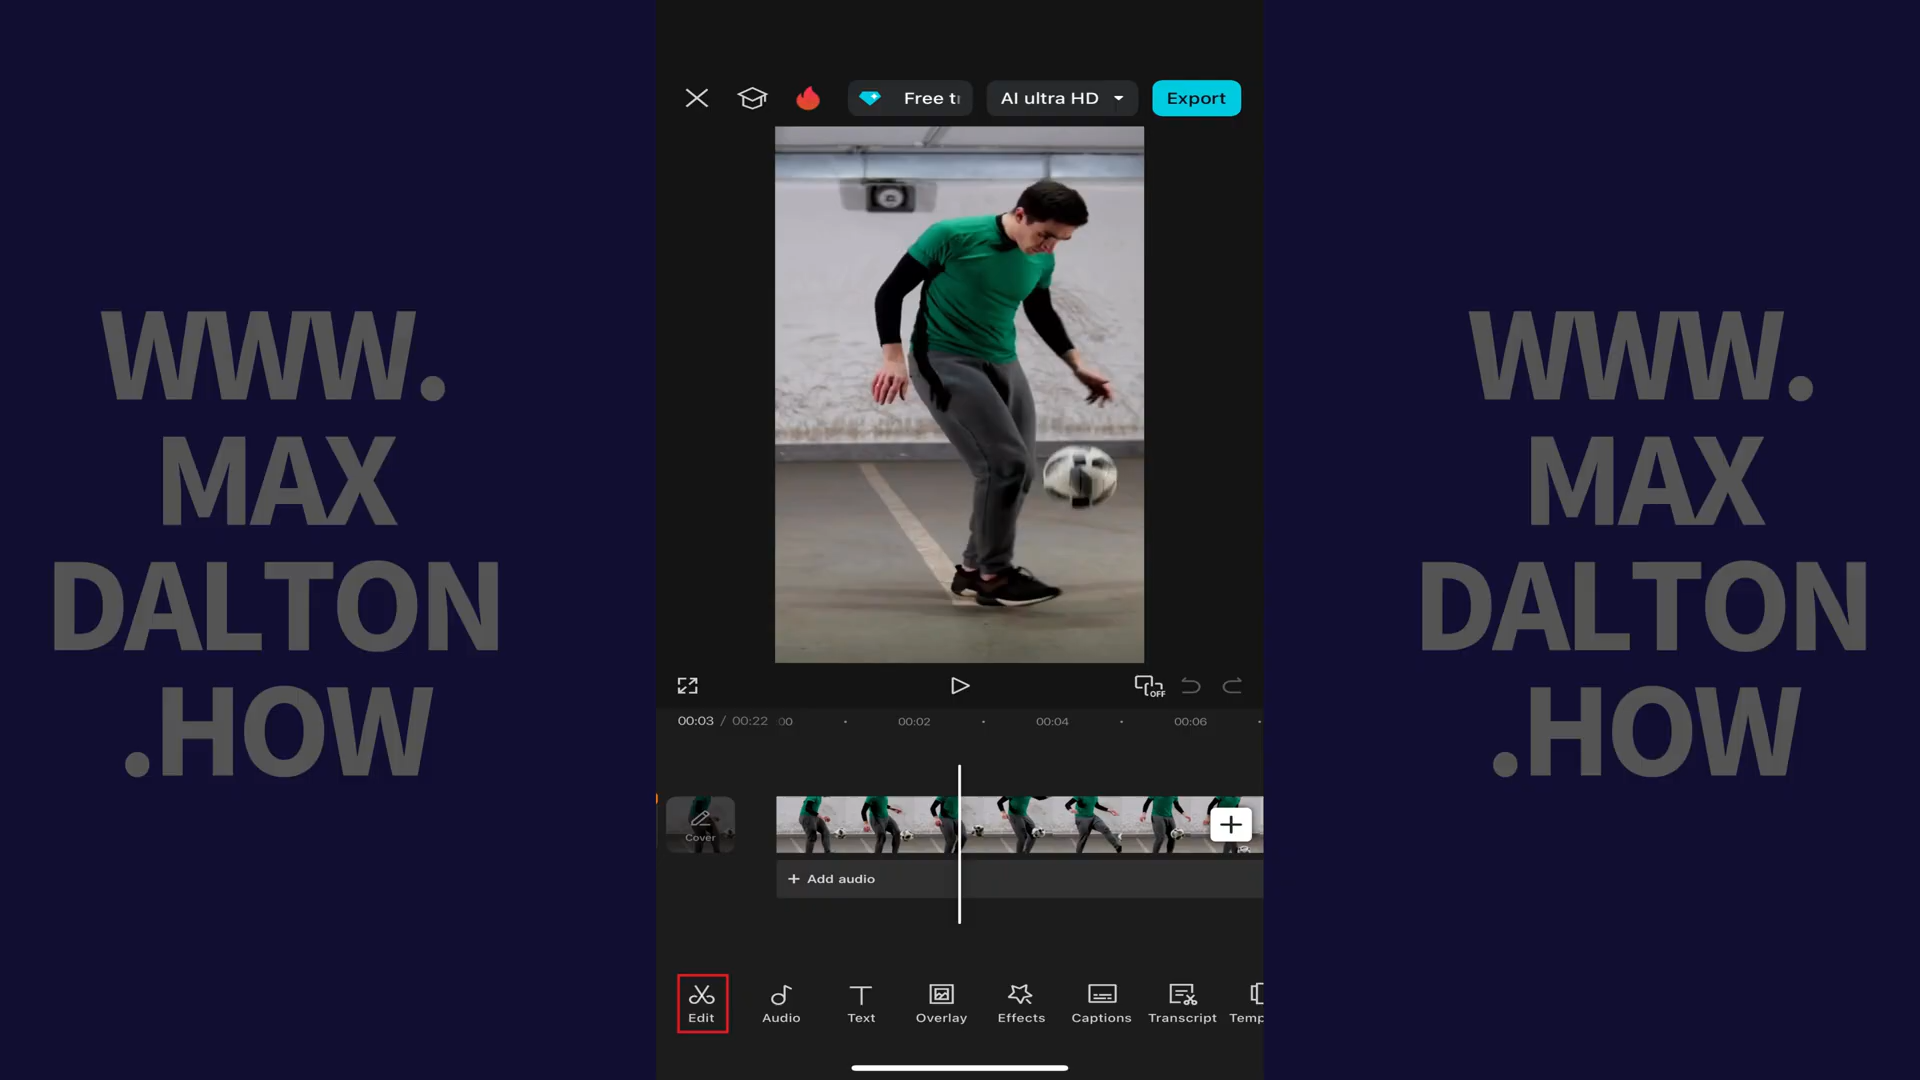 WWW.
MAX
DALTON
.HOW
Free t
AI ultra HD
Export
00:03 / 00:22
:00
00:02
00:04
00:06
OFF
Cover
+ Add audio
Edit
Audio
Text
Overlay
Effects
Captions
Transcript
Temp
WWW.
MAX
DALTON
.HOW